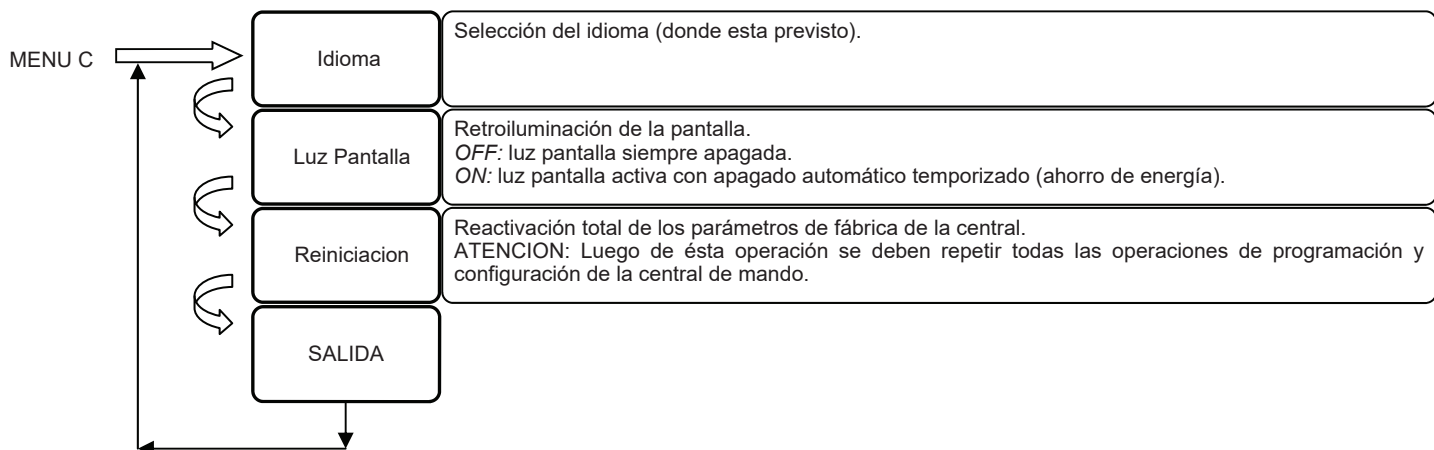 MENU C
Idioma
Selección del idioma (donde esta previsto).
Luz Pantalla
Retroiluminación de la pantalla.
OFF: luz pantalla siempre apagada.
ON: luz pantalla activa con apagado automático temporizado (ahorro de energía).
Reiniciacion
Reactivación total de los parámetros de fábrica de la central.
ATENCION: Luego de ésta operación se deben repetir todas las operaciones de programación y
configuración de la central de mando.
SALIDA